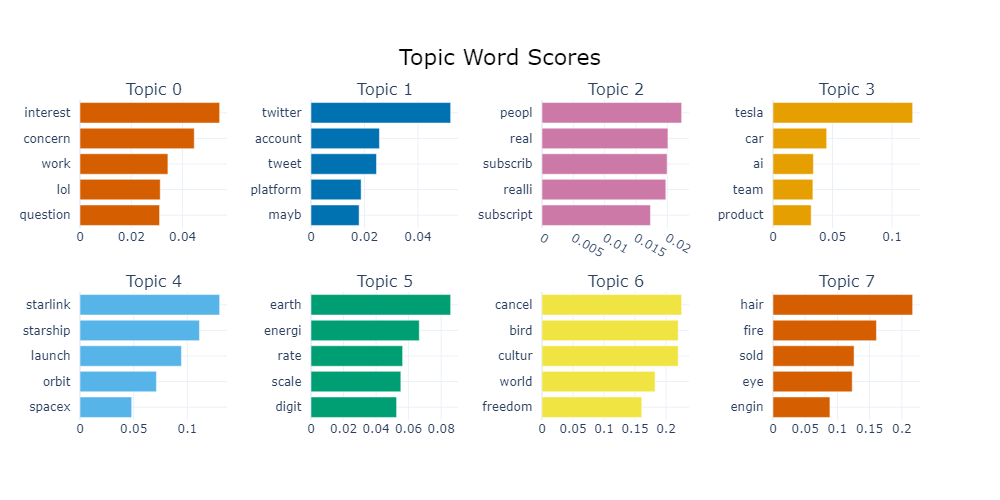 Topic Word Scores
Topic 0
interest
concern
work
lol
question
0 0.02 0.04
Topic 1
twitter
account
tweet
platform
mayb
0 0.02 0.04
Topic 2
peopl
real
subscrib
realli
subscript
0 0.005 0.01 0.015 0.02
Topic 3
tesla
car
ai
team
product
0 0.05 0.1
Topic 4
starlink
starship
launch
orbit
spacex
0 0.05 0.1
Topic 5
earth
energi
rate
scale
digit
0 0.02 0.04 0.06 0.08
Topic 6
cancel
bird
cultur
world
freedom
0 0.05 0.1 0.15 0.2
Topic 7
hair
fire
sold
eye
engin
0 0.05 0.1 0.15 0.2